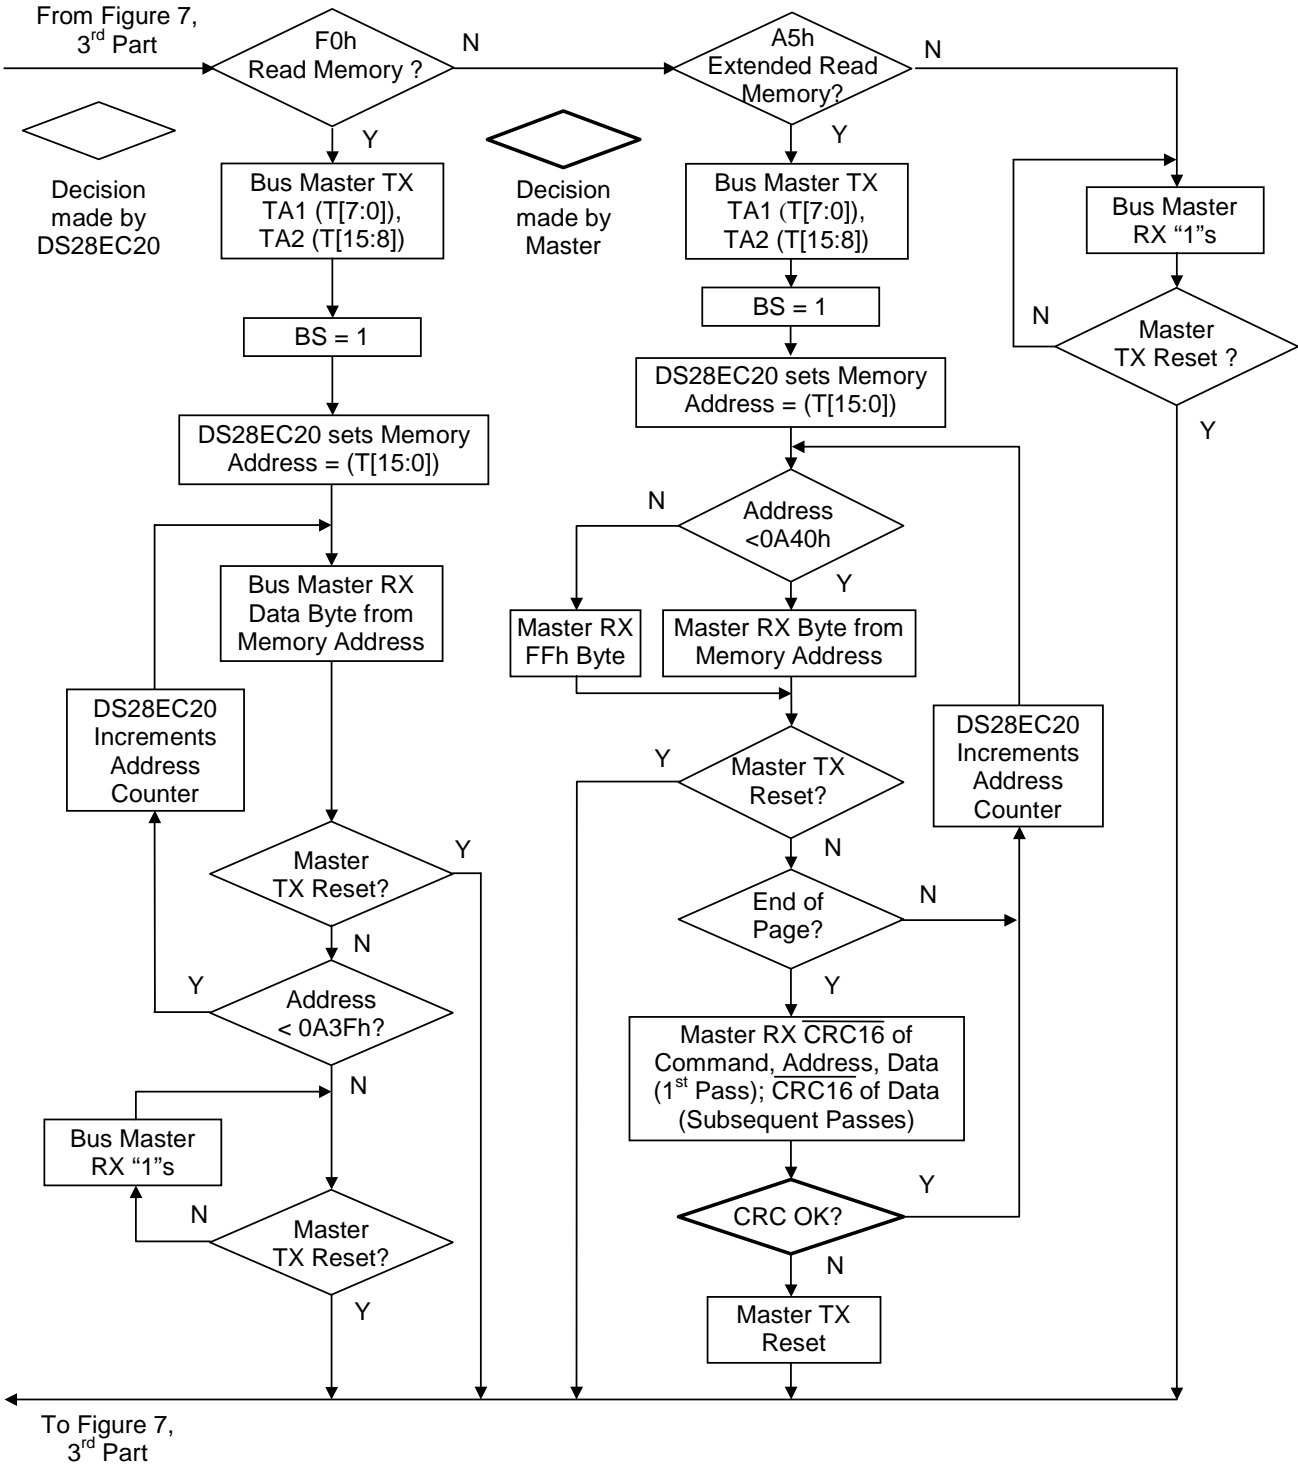 From Figure 7,
3rd Part
F0h
Read Memory ?
N
Y
A5h
Extended Read
Memory?
N
Y
Decision
made by
DS28EC20
Decision
made by
Master
Bus Master TX
TA1 (T[7:0]),
TA2 (T[15:8])
BS = 1
DS28EC20 sets Memory
Address = (T[15:0])
Bus Master RX
Data Byte from
Memory Address
DS28EC20
Increments
Address
Counter
Master
TX Reset?
Y
N
Address
< 0A3Fh?
Y
N
Bus Master
RX “1”s
Master
TX Reset?
N
Y
Bus Master TX
TA1 (T[7:0]),
TA2 (T[15:8])
BS = 1
DS28EC20 sets Memory
Address = (T[15:0])
Address
<0A40h
N
Y
Master RX
FFh Byte
Master RX Byte from
Memory Address
Master TX
Reset?
Y
N
DS28EC20
Increments
Address
Counter
End of
Page?
N
Y
Master RX CRC16 of
Command, Address, Data
(1st Pass); CRC16 of Data
(Subsequent Passes)
CRC OK?
Y
N
Master TX
Reset
Bus Master
RX “1”s
Master
TX Reset ?
N
Y
To Figure 7,
3rd Part